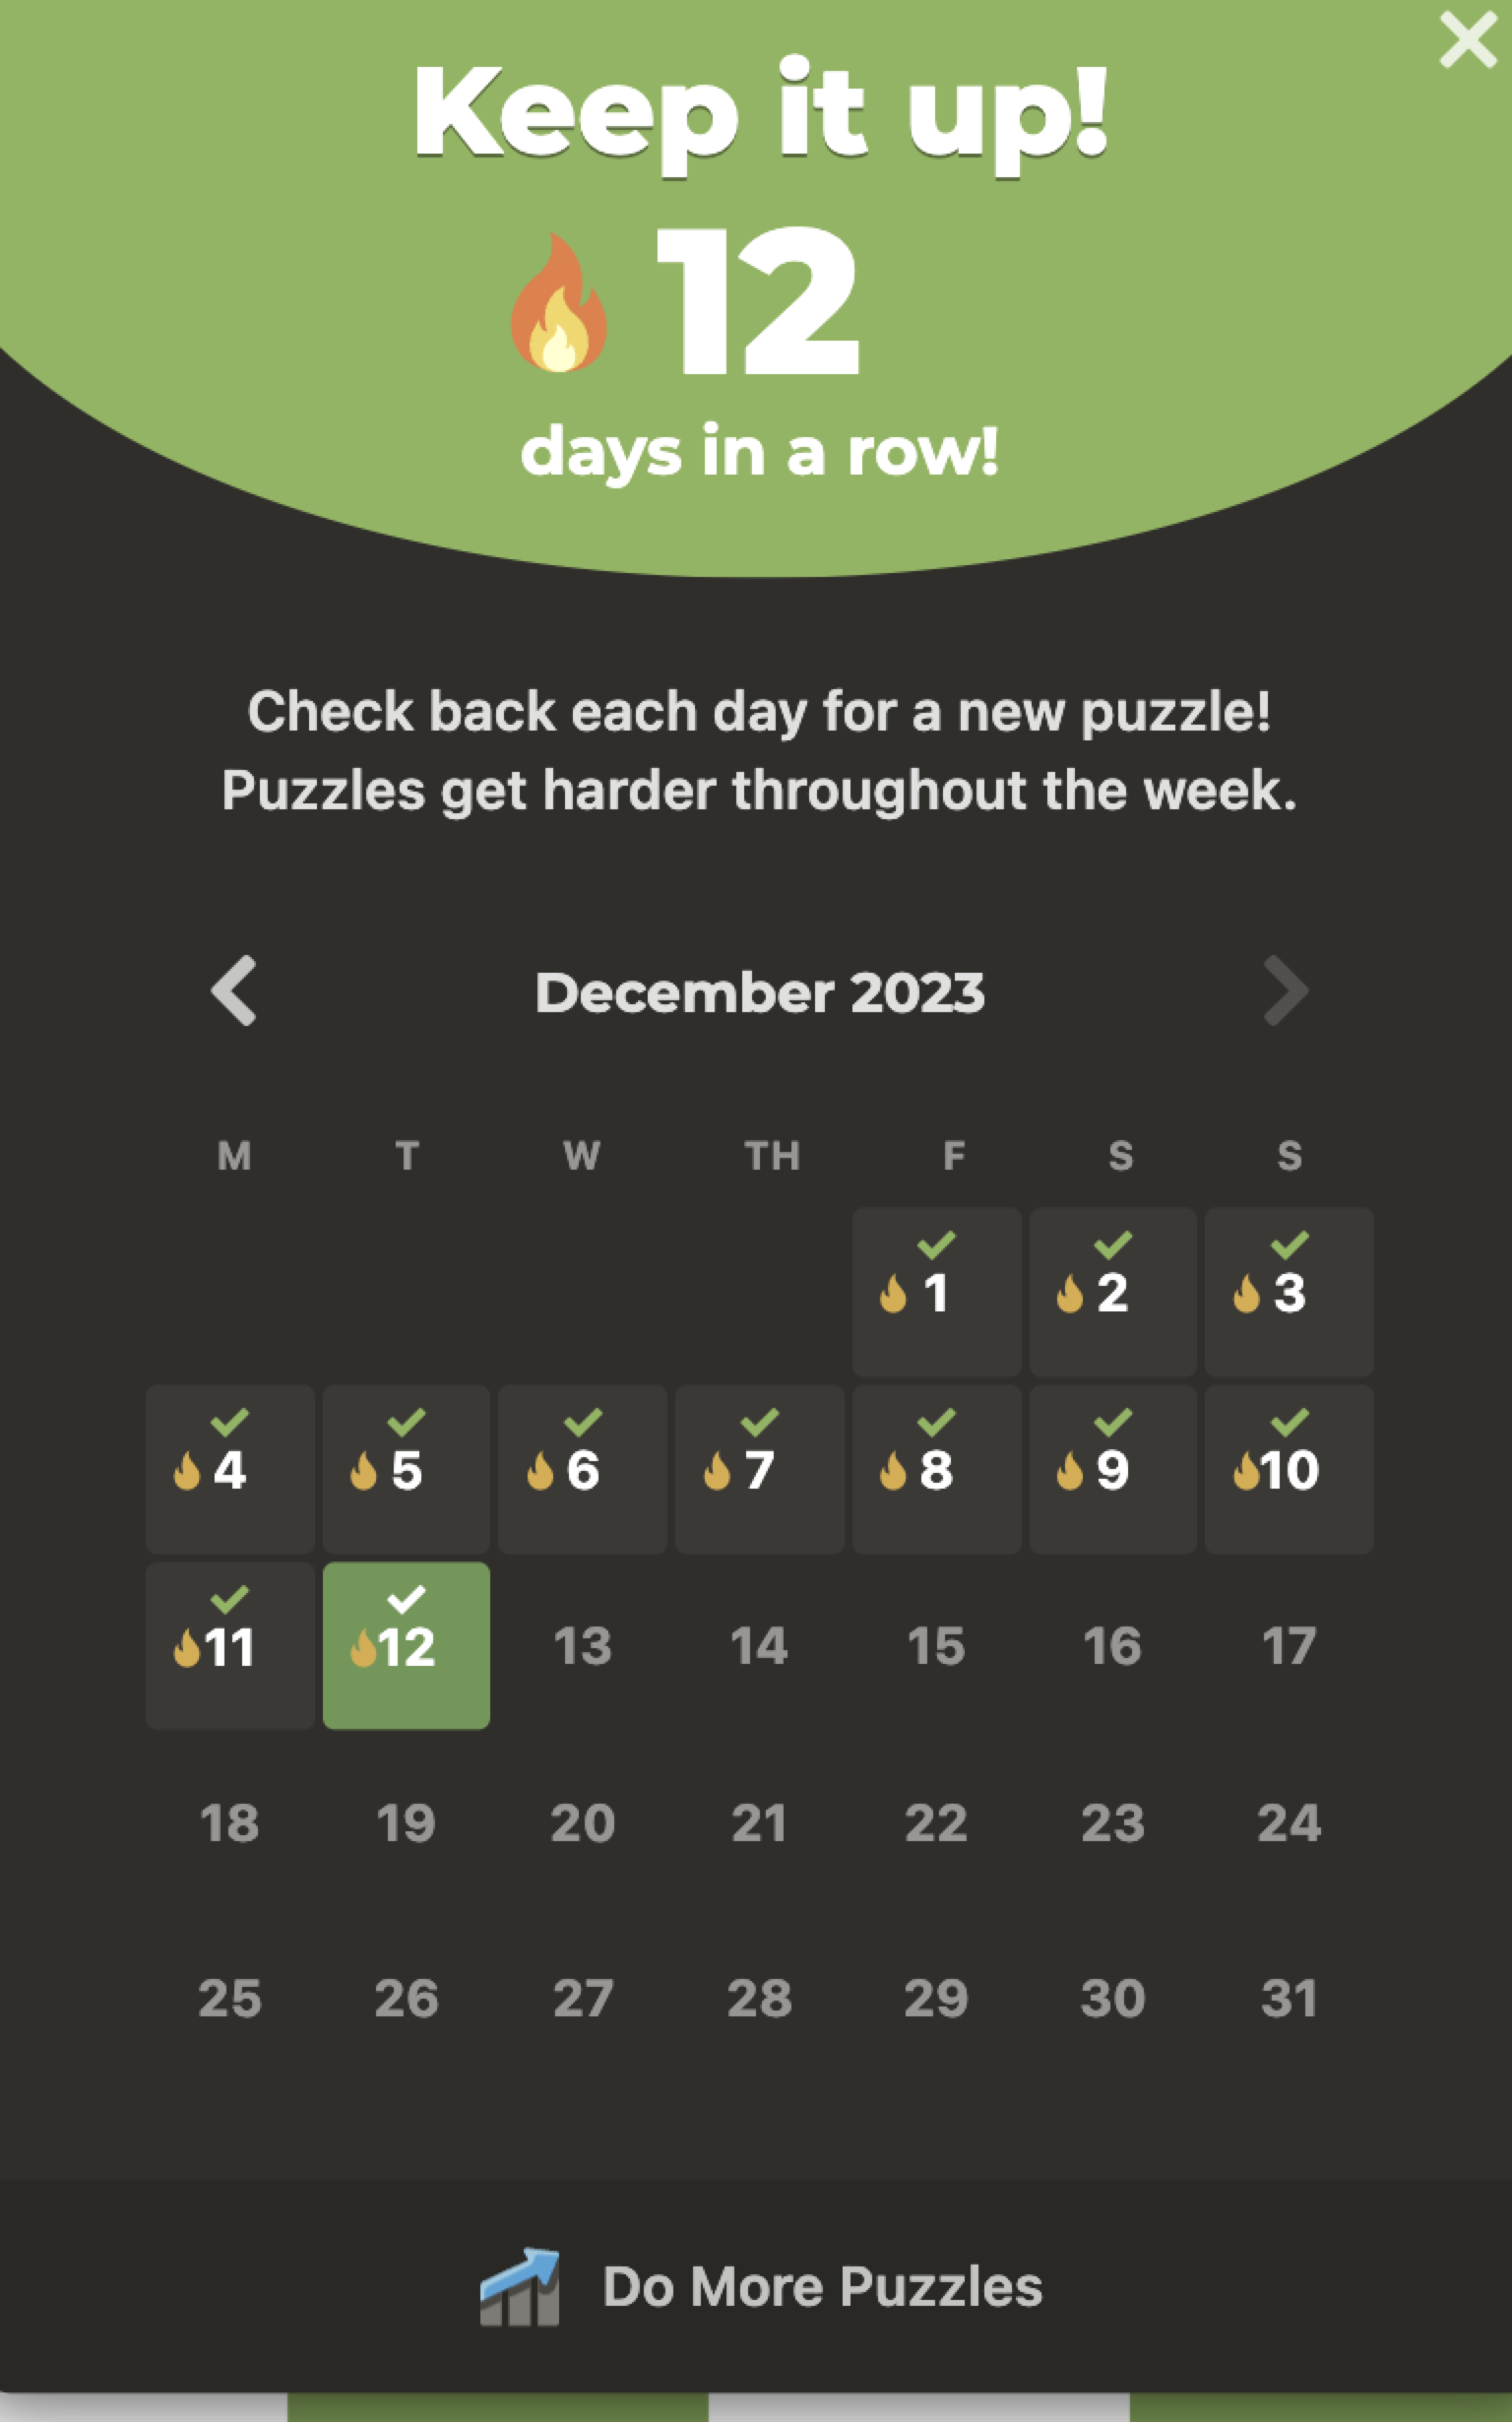 Keep it up!
12
days in a row!
Check back each day for a new puzzle!
Puzzles get harder throughout the week.
December 2023
M T W TH F S S
1 2 3
4 5 6 7 8 9 10
11 12 13 14 15 16 17
18 19 20 21 22 23 24
25 26 27 28 29 30 31
Do More Puzzles